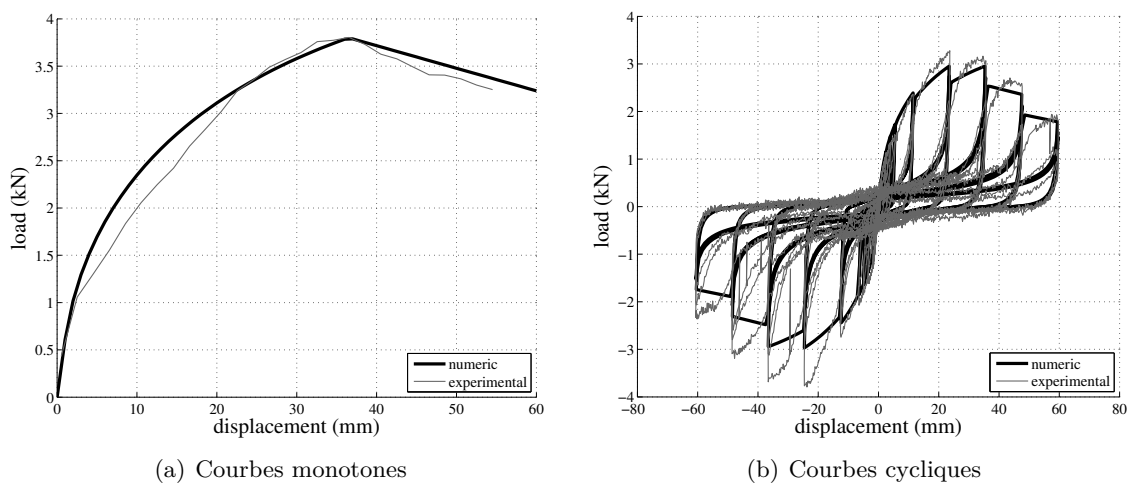 4
3.5
3
2.5
2
1.5
1
0.5
0
0 10 20 30 40 50 60
load (kN)
displacement (mm)
numeric
experimental
(a) Courbes monotones
4
3
2
1
0
−1
−2
−3
−4
−80 −60 −40 −20 0 20 40 60 80
load (kN)
displacement (mm)
numeric
experimental
(b) Courbes cycliques